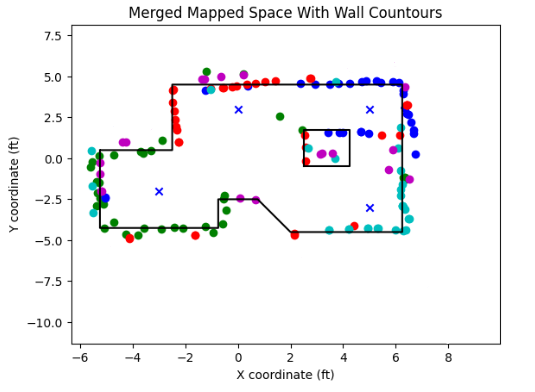 Merged Mapped Space With Wall Countours
7.5
5.0
2.5
0.0
−2.5
−5.0
−7.5
−10.0
Y coordinate (ft)
−6 −4 −2 0 2 4 6 8
X coordinate (ft)